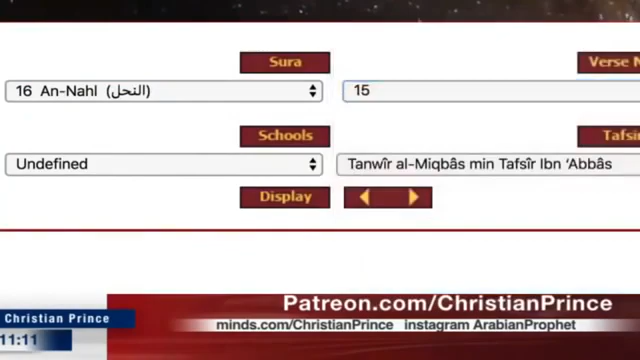 Sura
Verse N
16 An-Nahl (النحل)
15
Schools
Tafsîr
Undefined
Tanwîr al-Miqbâs min Tafsîr Ibn ‘Abbâs
Display
Patreon.com/ChristianPrince
Christian Prince
minds.com/ChristianPrince instagram ArabianProphet
11:11